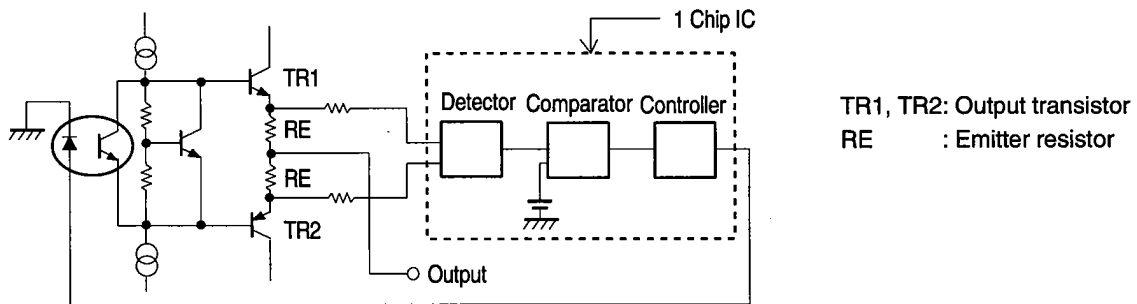 1 Chip IC
TR1
Detector Comparator Controller
RE
RE
TR2
Output
TR1, TR2: Output transistor
RE : Emitter resistor